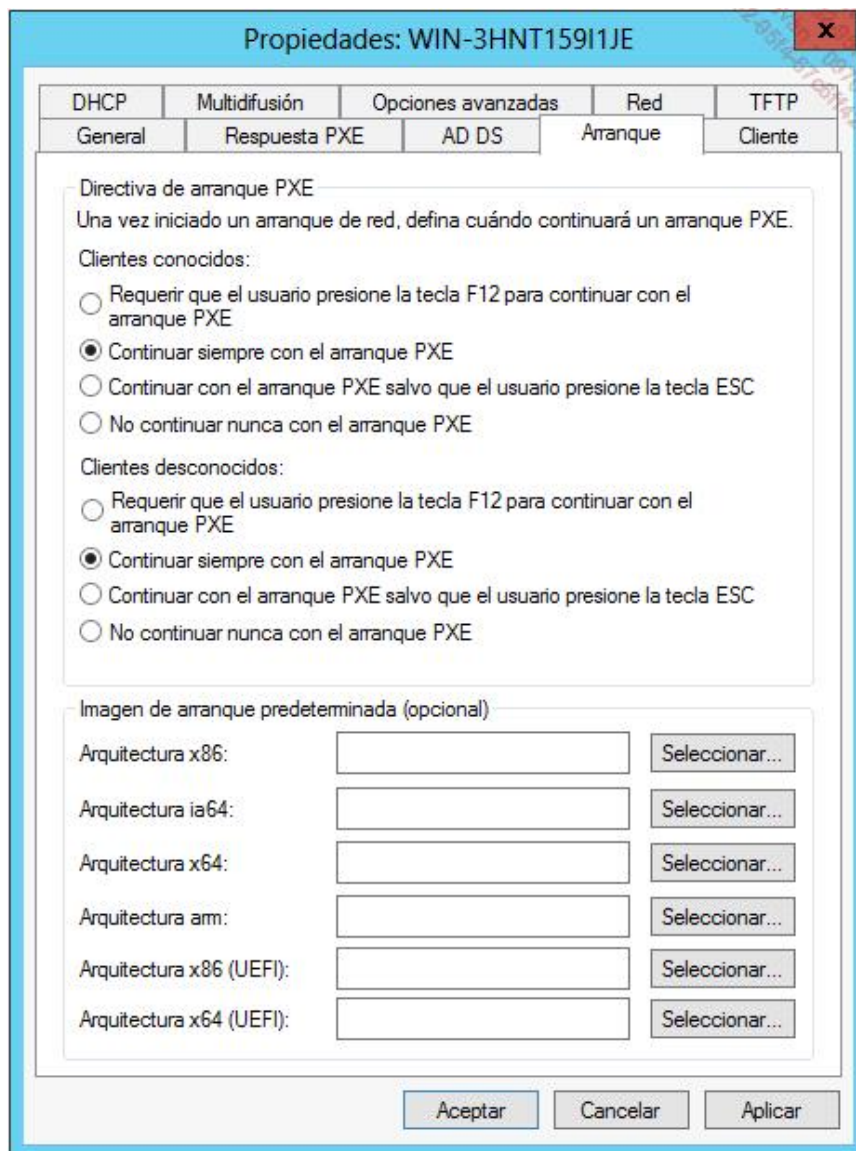 Propiedades: WIN-3HNT159I1JE
x
DHCP
Multidifusión
Opciones avanzadas
Red
TFTP
General
Respuesta PXE
AD DS
Arranque
Cliente
Directiva de arranque PXE
Una vez iniciado un arranque de red, defina cuándo continuará un arranque PXE.
Clientes conocidos:
Requerir que el usuario presione la tecla F12 para continuar con el
arranque PXE
Continuar siempre con el arranque PXE
Continuar con el arranque PXE salvo que el usuario presione la tecla ESC
No continuar nunca con el arranque PXE
Clientes desconocidos:
Requerir que el usuario presione la tecla F12 para continuar con el
arranque PXE
Continuar siempre con el arranque PXE
Continuar con el arranque PXE salvo que el usuario presione la tecla ESC
No continuar nunca con el arranque PXE
Imagen de arranque predeterminada (opcional)
Arquitectura x86:
Seleccionar...
Arquitectura ia64:
Seleccionar...
Arquitectura x64:
Seleccionar...
Arquitectura arm:
Seleccionar...
Arquitectura x86 (UEFI):
Seleccionar...
Arquitectura x64 (UEFI):
Seleccionar...
Aceptar
Cancelar
Aplicar